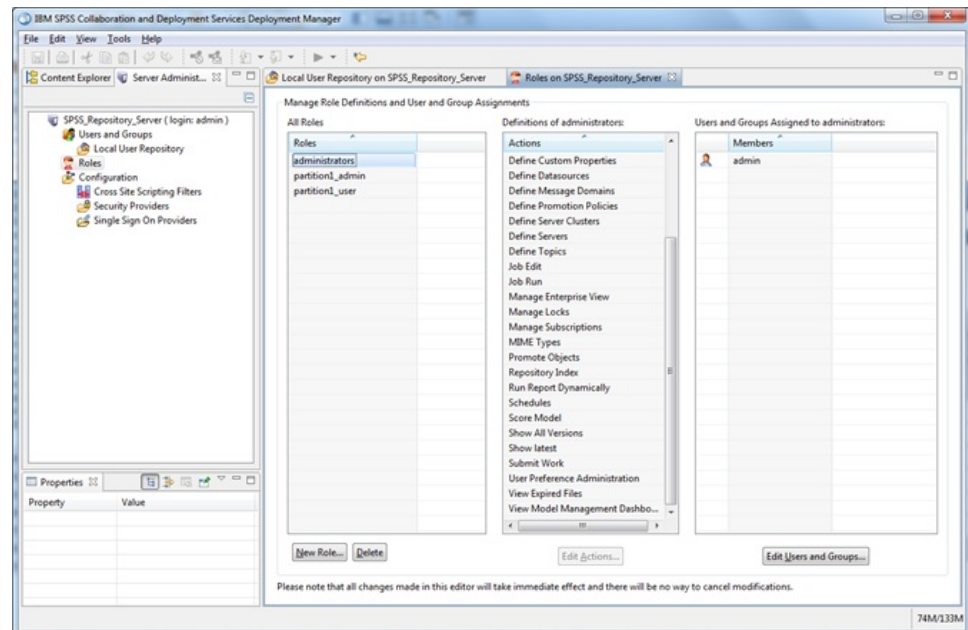 IBM SPSS Collaboration and Deployment Services Deployment Manager
File Edit View Tools Help
Content Explorer Server Administ... Local User Repository on SPSS_Repository_Server Roles on SPSS_Repository_Server
SPSS_Repository_Server ( login: admin )
Users and Groups
Local User Repository
Roles
Configuration
Cross Site Scripting Filters
Security Providers
Single Sign On Providers
Properties
Property Value
Manage Role Definitions and User and Group Assignments
All Roles
Roles
administrators
partition1_admin
partition1_user
New Role... Delete
Definitions of administrators:
Actions
Define Custom Properties
Define Datasources
Define Message Domains
Define Promotion Policies
Define Server Clusters
Define Servers
Define Topics
Job Edit
Job Run
Manage Enterprise View
Manage Locks
Manage Subscriptions
MIME Types
Promote Objects
Repository Index
Run Report Dynamically
Schedules
Score Model
Show All Versions
Show latest
Submit Work
User Preference Administration
View Expired Files
View Model Management Dashbo...
Edit Actions...
Users and Groups Assigned to administrators:
Members
admin
Edit Users and Groups...
Please note that all changes made in this editor will take immediate effect and there will be no way to cancel modifications.
74M/133M